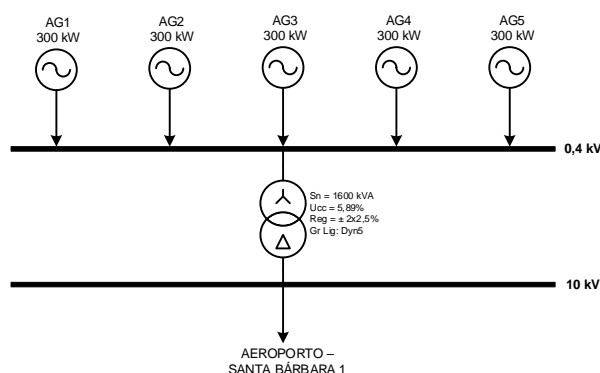 AG1
300 kW
AG2
300 kW
AG3
300 kW
AG4
300 kW
AG5
300 kW
0,4 kV
Sn = 1600 kVA
Ucc = 5,89%
Reg = ± 2x2,5%
Gr Lig: Dyn5
10 kV
AEROPORTO –
SANTA BÁRBARA 1